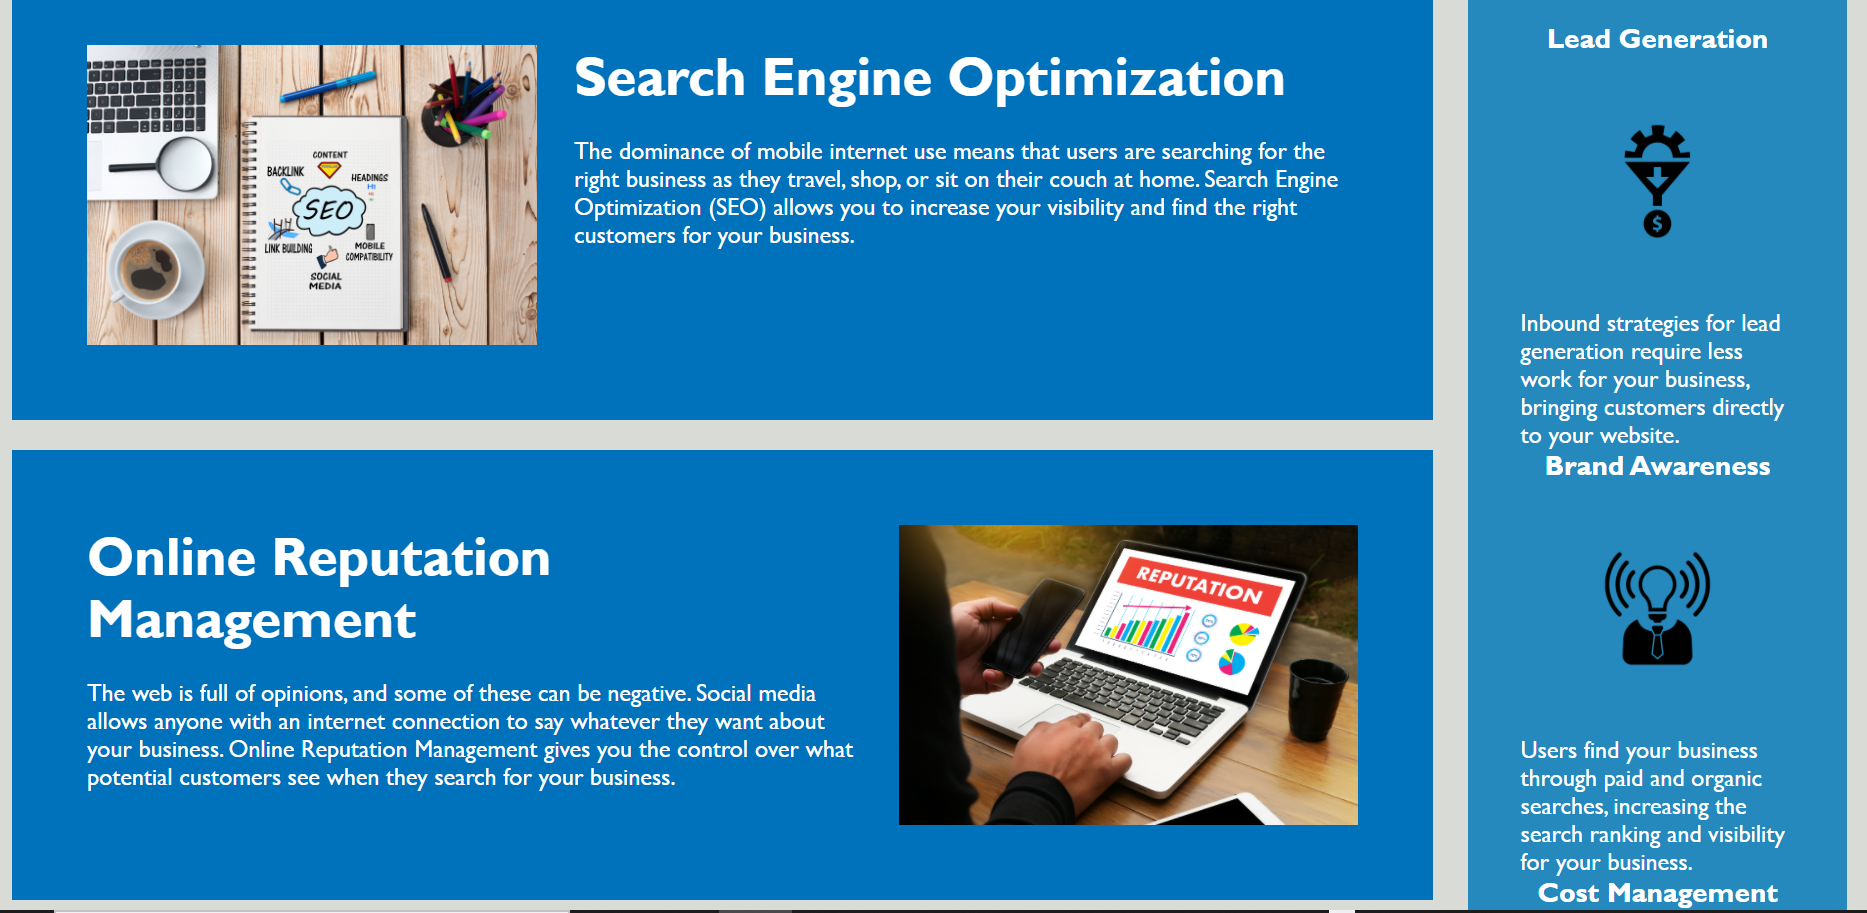 Search Engine Optimization
The dominance of mobile internet use means that users are searching for the
right business as they travel, shop, or sit on their couch at home. Search Engine
Optimization (SEO) allows you to increase your visibility and find the right
customers for your business.
CONTENT
BACKLINK
HEADINGS
H1
SEO
LINK BUILDING
MOBILE
COMPATIBILITY
SOCIAL
MEDIA
Online Reputation
Management
The web is full of opinions, and some of these can be negative. Social media
allows anyone with an internet connection to say whatever they want about
your business. Online Reputation Management gives you the control over what
potential customers see when they search for your business.
REPUTATION
Lead Generation
$
Inbound strategies for lead
generation require less
work for your business,
bringing customers directly
to your website.
Brand Awareness
Users find your business
through paid and organic
searches, increasing the
search ranking and visibility
for your business.
Cost Management